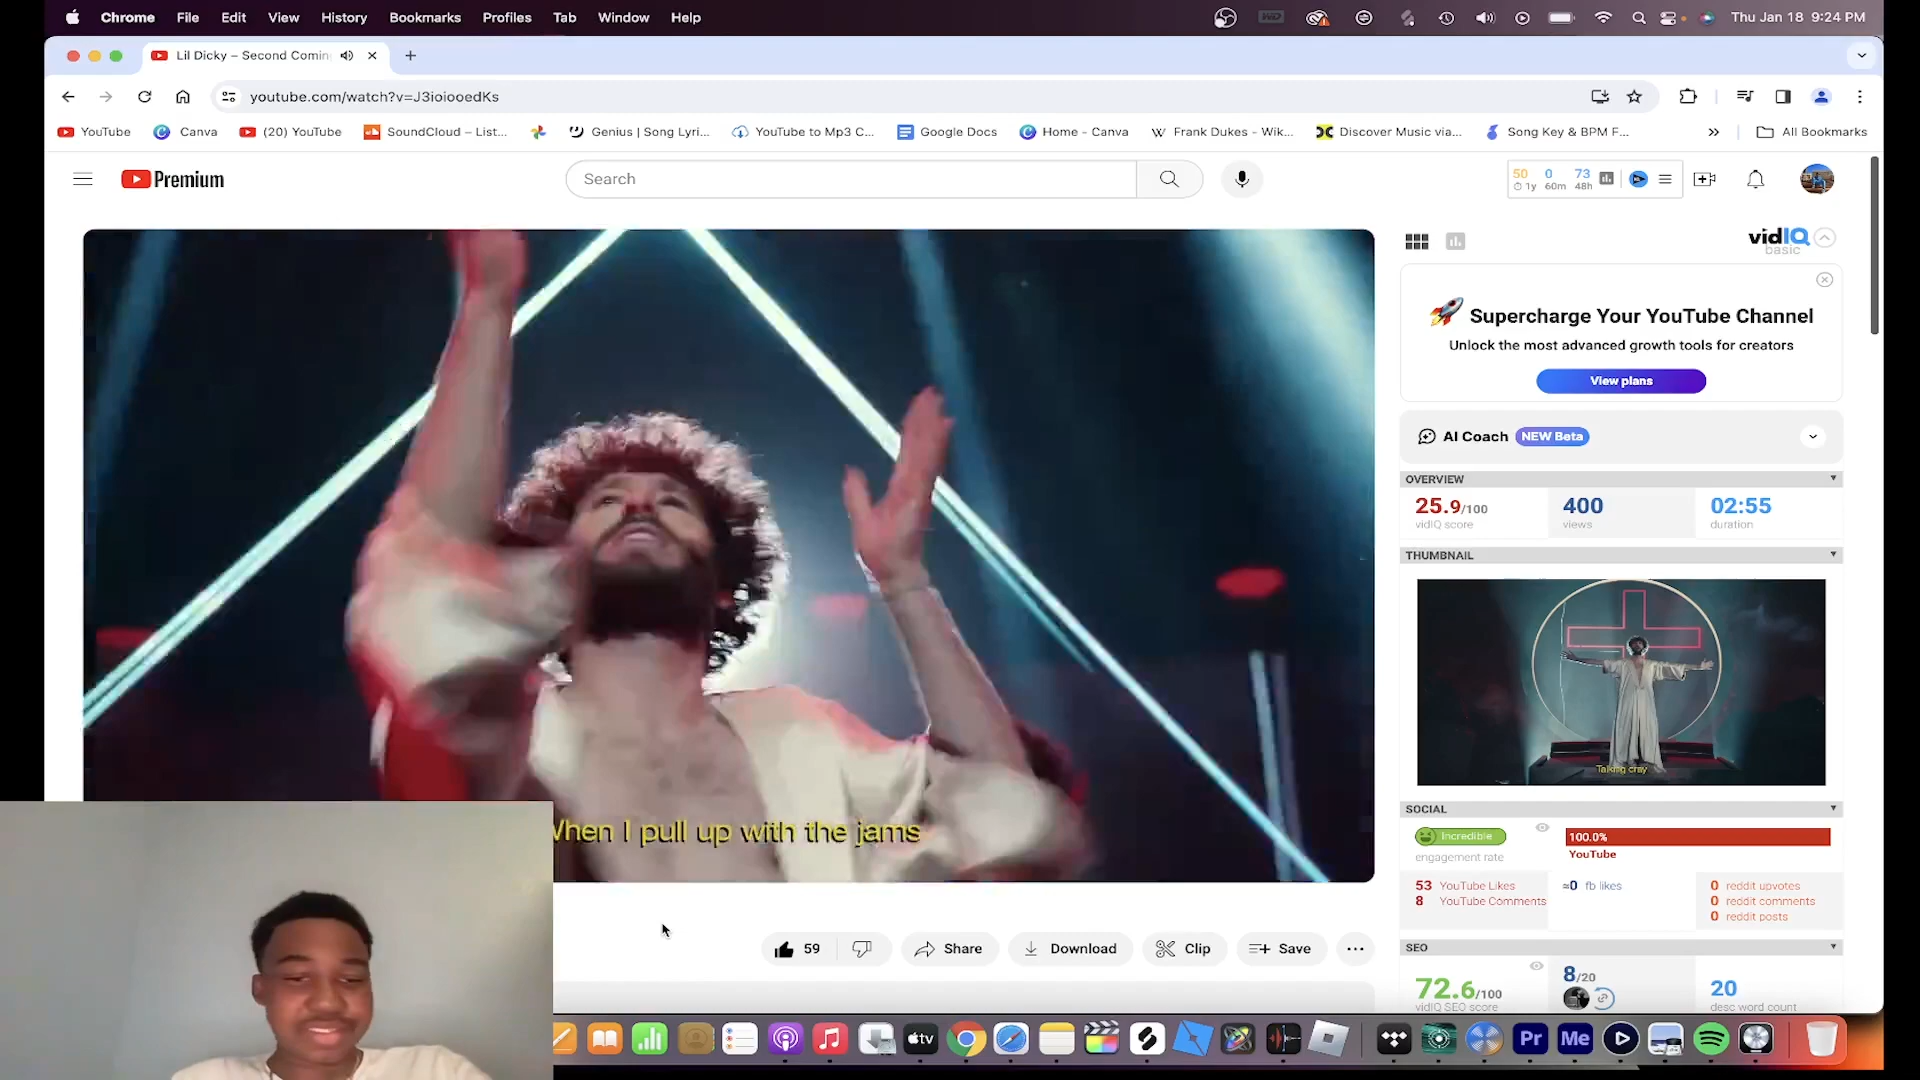 Chrome File Edit View History Bookmarks Profiles Tab Window Help Thu Jan 18 9:24 PM
Lil Dicky – Second Comin
youtube.com/watch?v=J3ioiooedKs
YouTube Canva (20) YouTube SoundCloud – List... Genius | Song Lyri... YouTube to Mp3 C... Google Docs Home - Canva Frank Dukes - Wik... Discover Music via... Song Key & BPM F... » All Bookmarks
Premium Search
50 0 73
1y 60m 48h
vidIQ
basic
Supercharge Your YouTube Channel
Unlock the most advanced growth tools for creators
View plans
AI Coach NEW Beta
OVERVIEW
25.9/100 400 02:55
vidIQ score views duration
THUMBNAIL
Talking cray
SOCIAL
Incredible 100.0%
engagement rate YouTube
53 YouTube Likes ≈0 fb likes 0 reddit upvotes
8 YouTube Comments 0 reddit comments
0 reddit posts
SEO
72.6/100 8/20 20
vidIQ SEO score desc word count
When I pull up with the jams
59 Share Download Clip Save ...
tv Pr Me